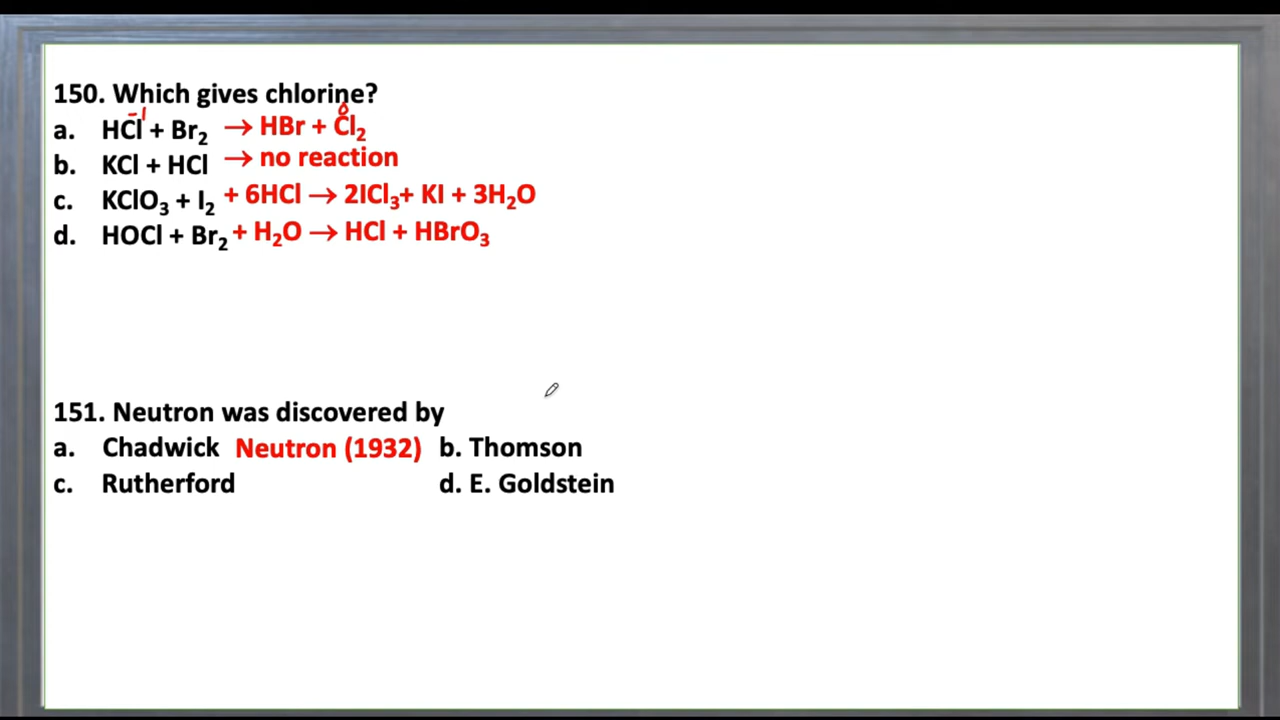 150. Which gives chlorine?
a. HCl + Br₂ → HBr + Cl₂
b. KCl + HCl → no reaction
c. KClO₃ + I₂ + 6HCl → 2ICl₃+ KI + 3H₂O
d. HOCl + Br₂ + H₂O → HCl + HBrO₃
151. Neutron was discovered by
a. Chadwick Neutron (1932) b. Thomson
c. Rutherford d. E. Goldstein